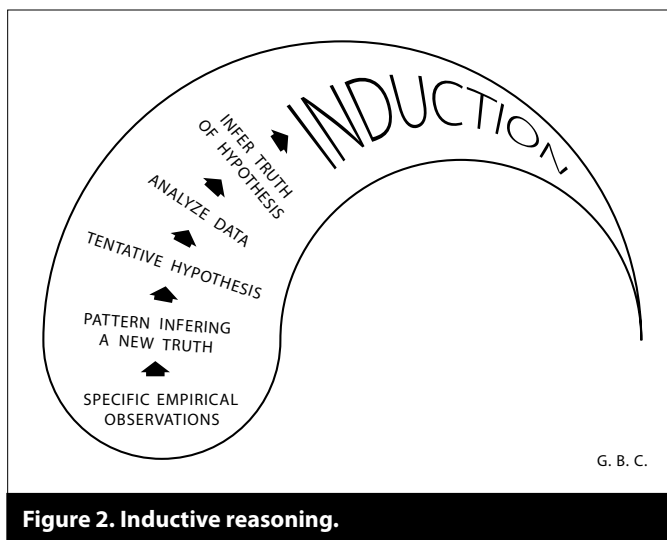 INDUCTION
INFER TRUTH
OF HYPOTHESIS
ANALYZE DATA
TENTATIVE HYPOTHESIS
PATTERN INFERING
A NEW TRUTH
SPECIFIC EMPIRICAL
OBSERVATIONS
G. B. C.
Figure 2. Inductive reasoning.